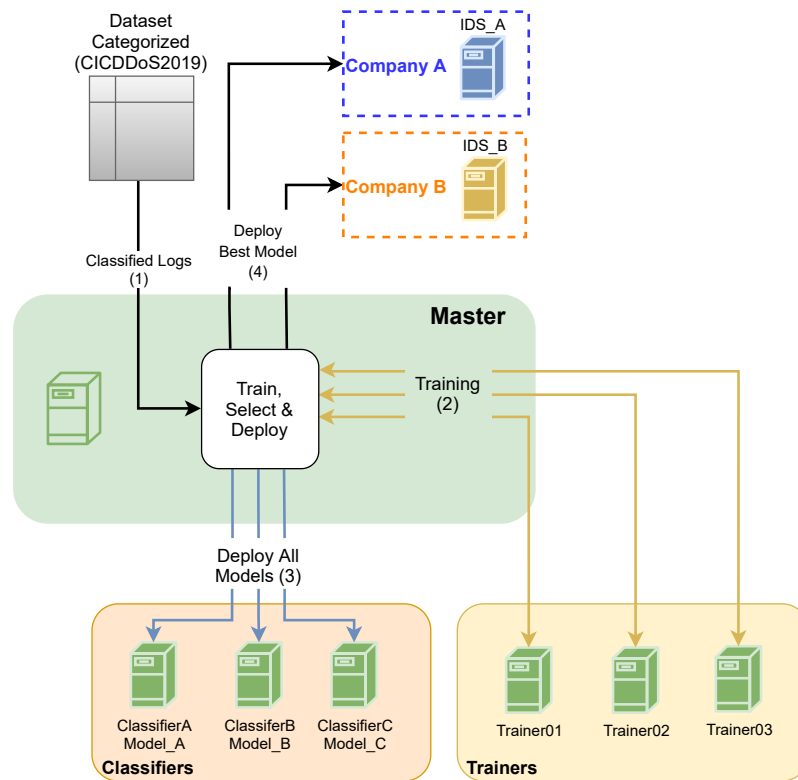 Dataset
Categorized
(CICDDoS2019)
IDS_A
Company A
IDS_B
Company B
Deploy
Best Model
(4)
Classified Logs
(1)
Master
Train,
Select &
Deploy
Training
(2)
Deploy All
Models (3)
ClassifierA
Model_A
ClassiferB
Model_B
ClassifierC
Model_C
Classifiers
Trainer01
Trainer02
Trainer03
Trainers